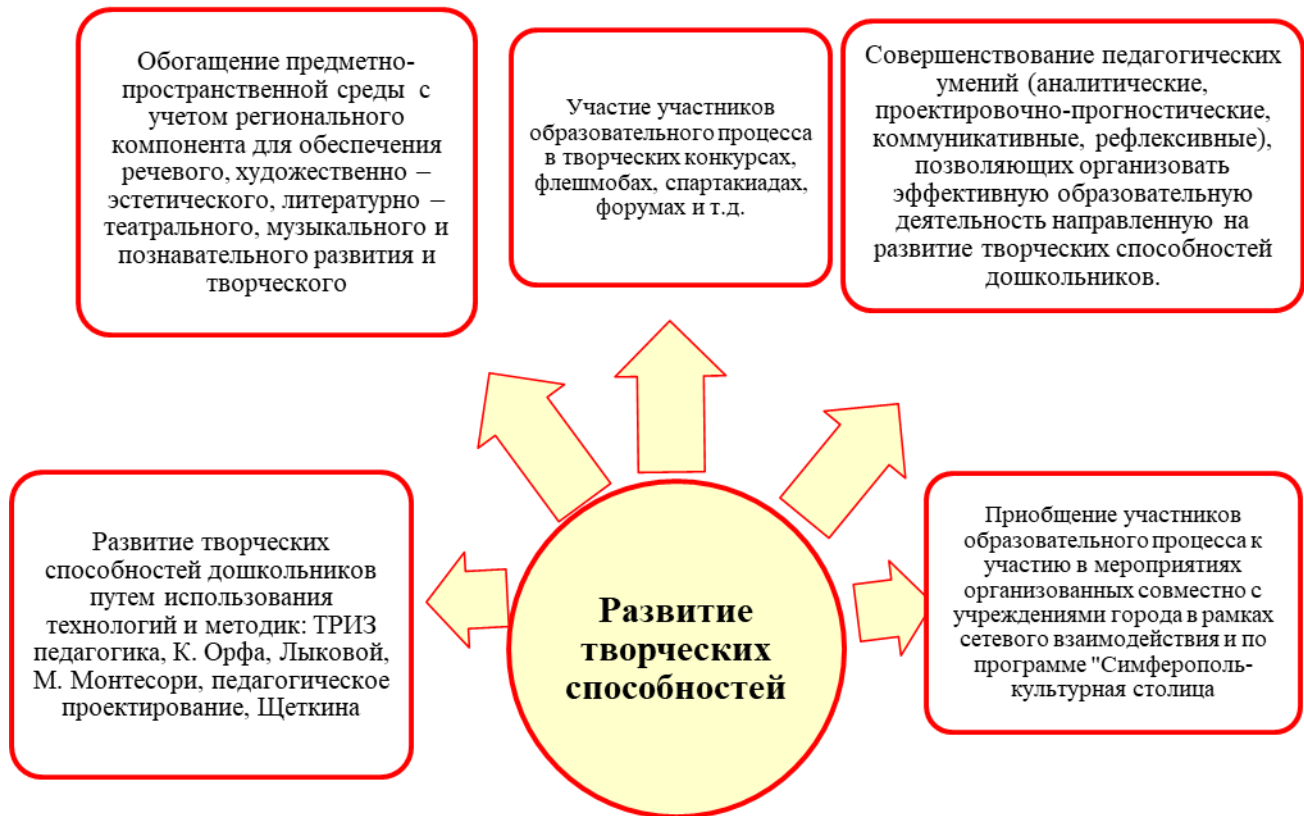 Обогащение предметно-
пространственной среды с
учетом регионального
компонента для обеспечения
речевого, художественно –
эстетического, литературно –
театрального, музыкального и
познавательного развития и
творческого
Участие участников
образовательного процесса
в творческих конкурсах,
флешмобах, спартакиадах,
форумах и т.д.
Совершенствование педагогических
умений (аналитические,
проектировочно-прогностические,
коммуникативные, рефлексивные),
позволяющих организовать
эффективную образовательную
деятельность направленную на
развитие творческих способностей
дошкольников.
Развитие творческих
способностей дошкольников
путем использования
технологий и методик: ТРИЗ
педагогика, К. Орфа, Лыковой,
М. Монтесори, педагогическое
проектирование, Щеткина
Развитие
творческих
способностей
Приобщение участников
образовательного процесса к
участию в мероприятиях
организованных совместно с
учреждениями города в рамках
сетевого взаимодействия и по
программе "Симферополь-
культурная столица